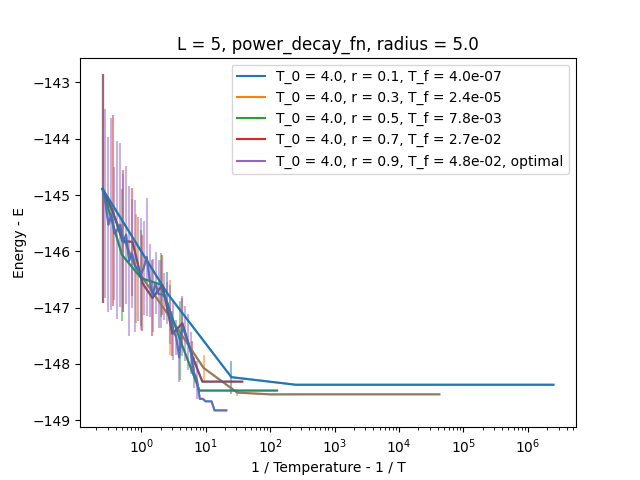 L = 5, power_decay_fn, radius = 5.0
T_0 = 4.0, r = 0.1, T_f = 4.0e-07
T_0 = 4.0, r = 0.3, T_f = 2.4e-05
T_0 = 4.0, r = 0.5, T_f = 7.8e-03
T_0 = 4.0, r = 0.7, T_f = 2.7e-02
T_0 = 4.0, r = 0.9, T_f = 4.8e-02, optimal
Energy - E
−143
−144
−145
−146
−147
−148
−149
10⁰ 10¹ 10² 10³ 10⁴ 10⁵ 10⁶
1 / Temperature - 1 / T